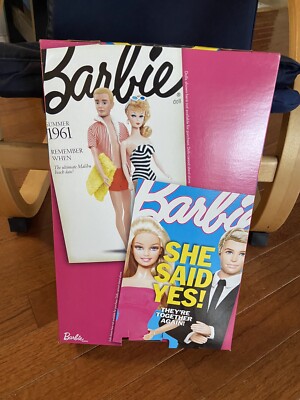 Barbie
SUMMER
1961
REMEMBER
WHEN
The ultimate Malibu
beach date!
Barbie
SHE
SAID
YES!
THEY'RE
TOGETHER
AGAIN!
Barbie